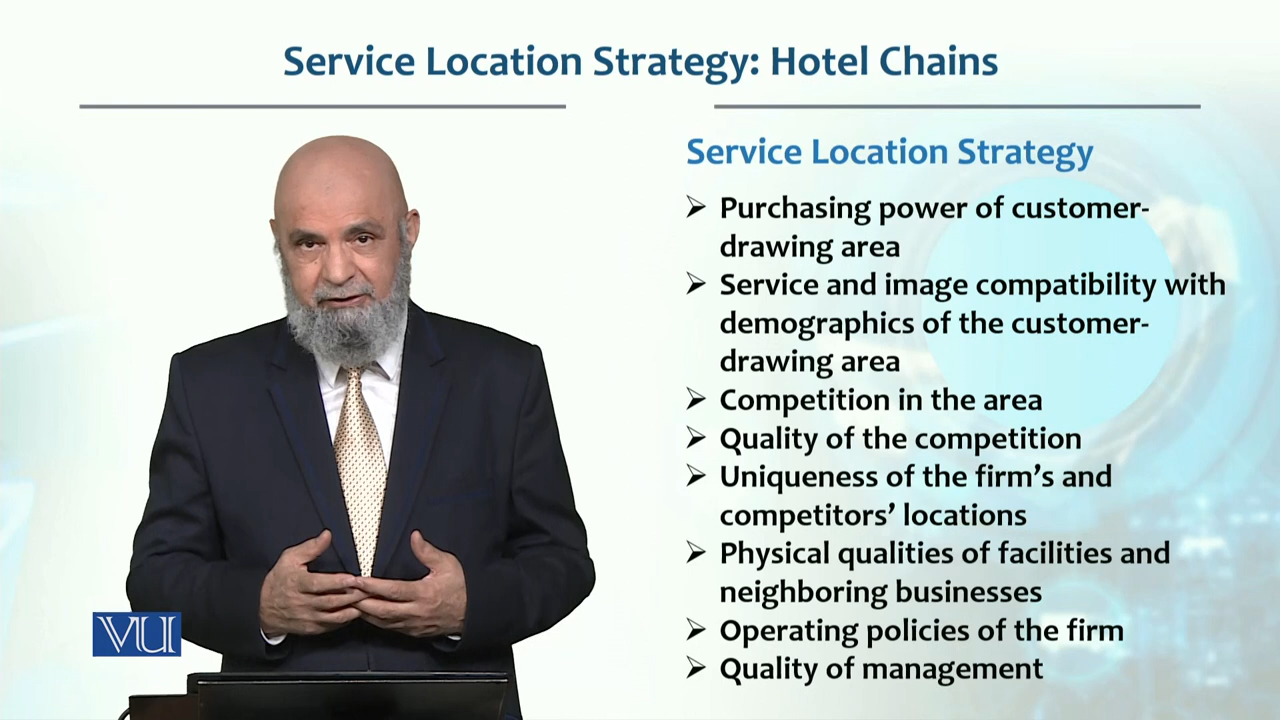 Service Location Strategy: Hotel Chains
Service Location Strategy
➢ Purchasing power of customer-
drawing area
➢ Service and image compatibility with
demographics of the customer-
drawing area
➢ Competition in the area
➢ Quality of the competition
➢ Uniqueness of the firm’s and
competitors’ locations
➢ Physical qualities of facilities and
neighboring businesses
➢ Operating policies of the firm
➢ Quality of management
VU